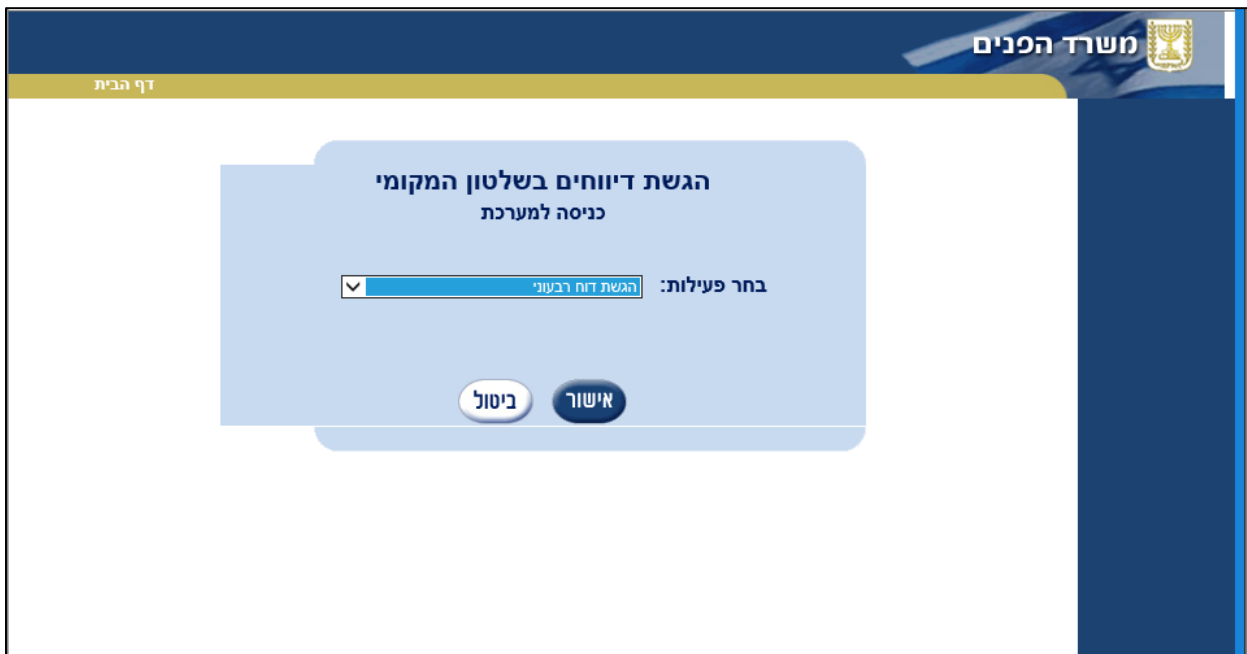 משרד הפנים
דף הבית
הגשת דיווחים בשלטון המקומי
כניסה למערכת
בחר פעילות: הגשת דוח רבעוני
אישור ביטול